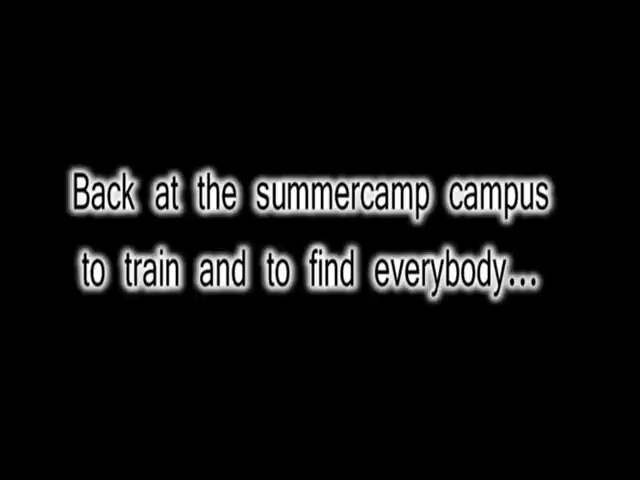 Back at the summercamp campus
to train and to find everybody...